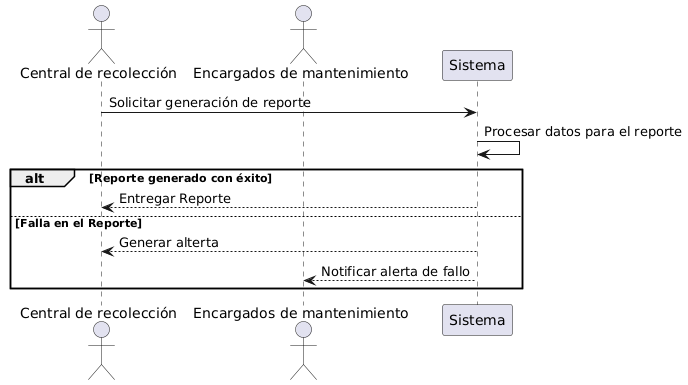 Central de recolección
Encargados de mantenimiento
Sistema
Solicitar generación de reporte
Procesar datos para el reporte
alt
[Reporte generado con éxito]
Entregar Reporte
[Falla en el Reporte]
Generar alterta
Notificar alerta de fallo
Central de recolección
Encargados de mantenimiento
Sistema